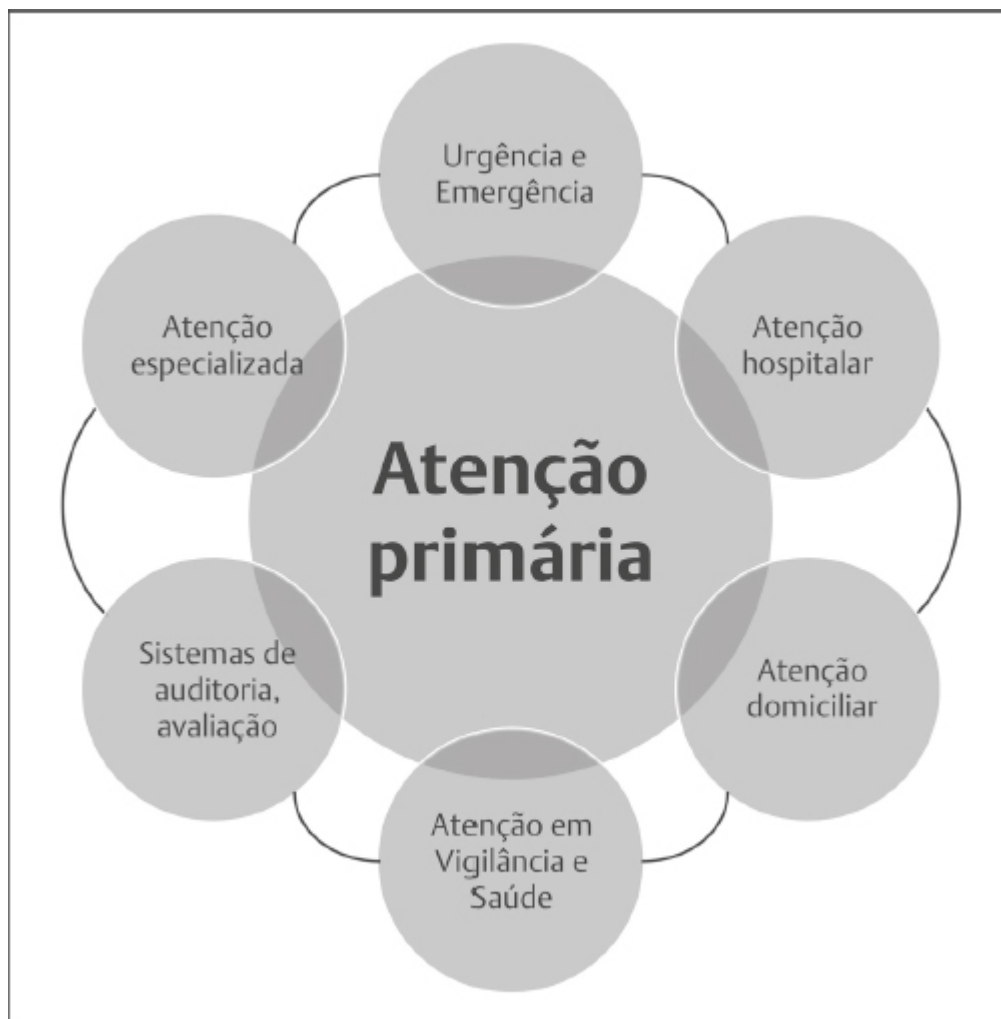 Urgência e
Emergência
Atenção
especializada
Atenção
hospitalar
Atenção
primária
Sistemas de
auditoria,
avaliação
Atenção
domiciliar
Atenção em
Vigilância e
Saúde